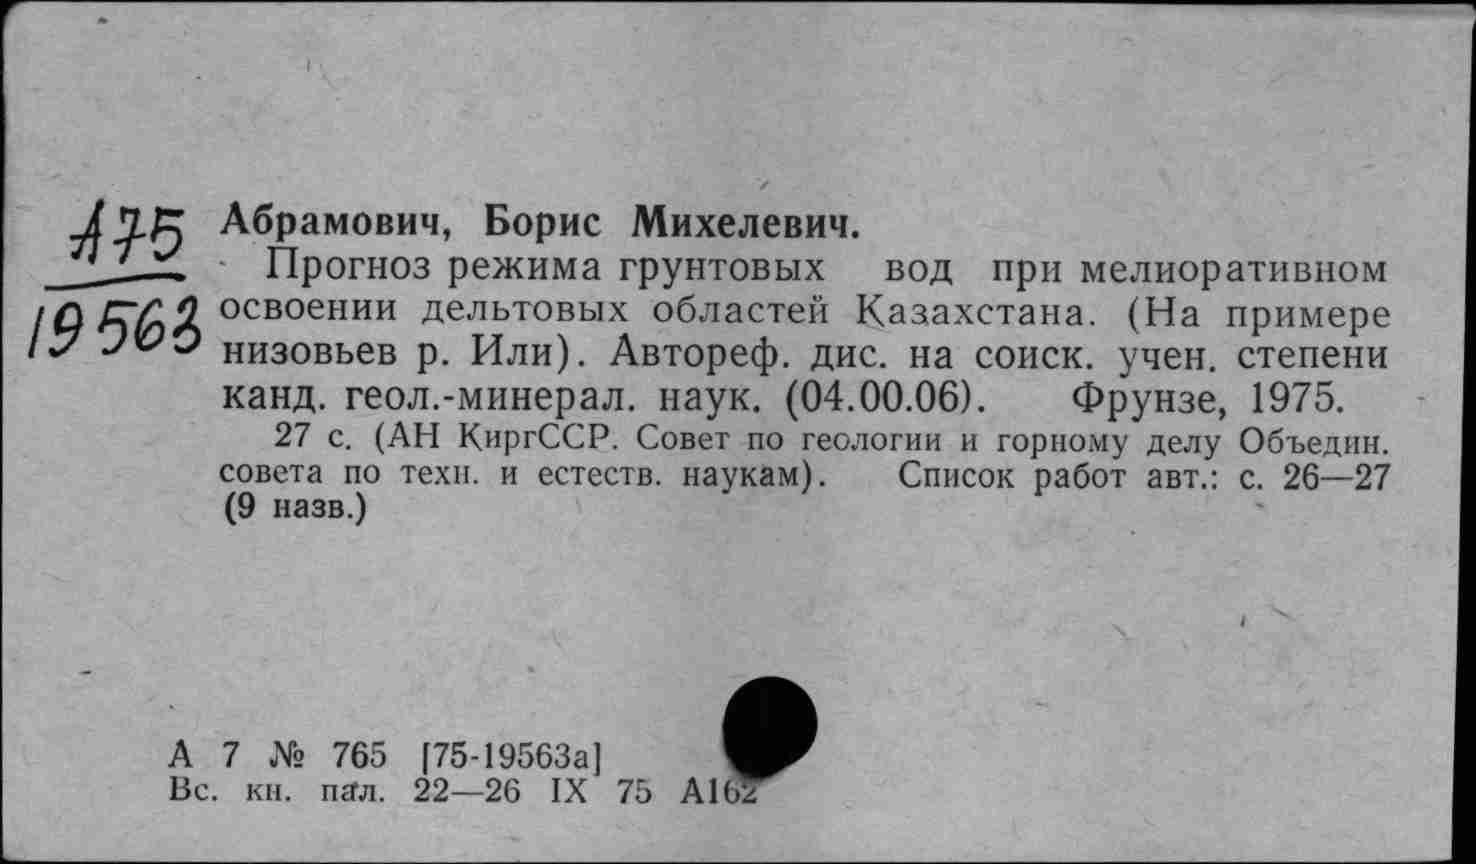 А75
19563
Абрамович, Борис Михелевич.
Прогноз режима грунтовых вод при мелиоративном
освоении дельтовых областей Казахстана. (На примере
низовьев р. Или). Автореф. дис. на соиск. учен. степени
канд. геол.-минерал. наук. (04.00.06). Фрунзе, 1975.
27 с. (АН КиргССР. Совет по геологии и горному делу Объедин.
совета по техн. и естеств. наукам). Список работ авт.: с. 26—27
(9 назв.)
А 7 № 765 [75-19563а]
Вс. кн. пал. 22—26 IX 75 А162